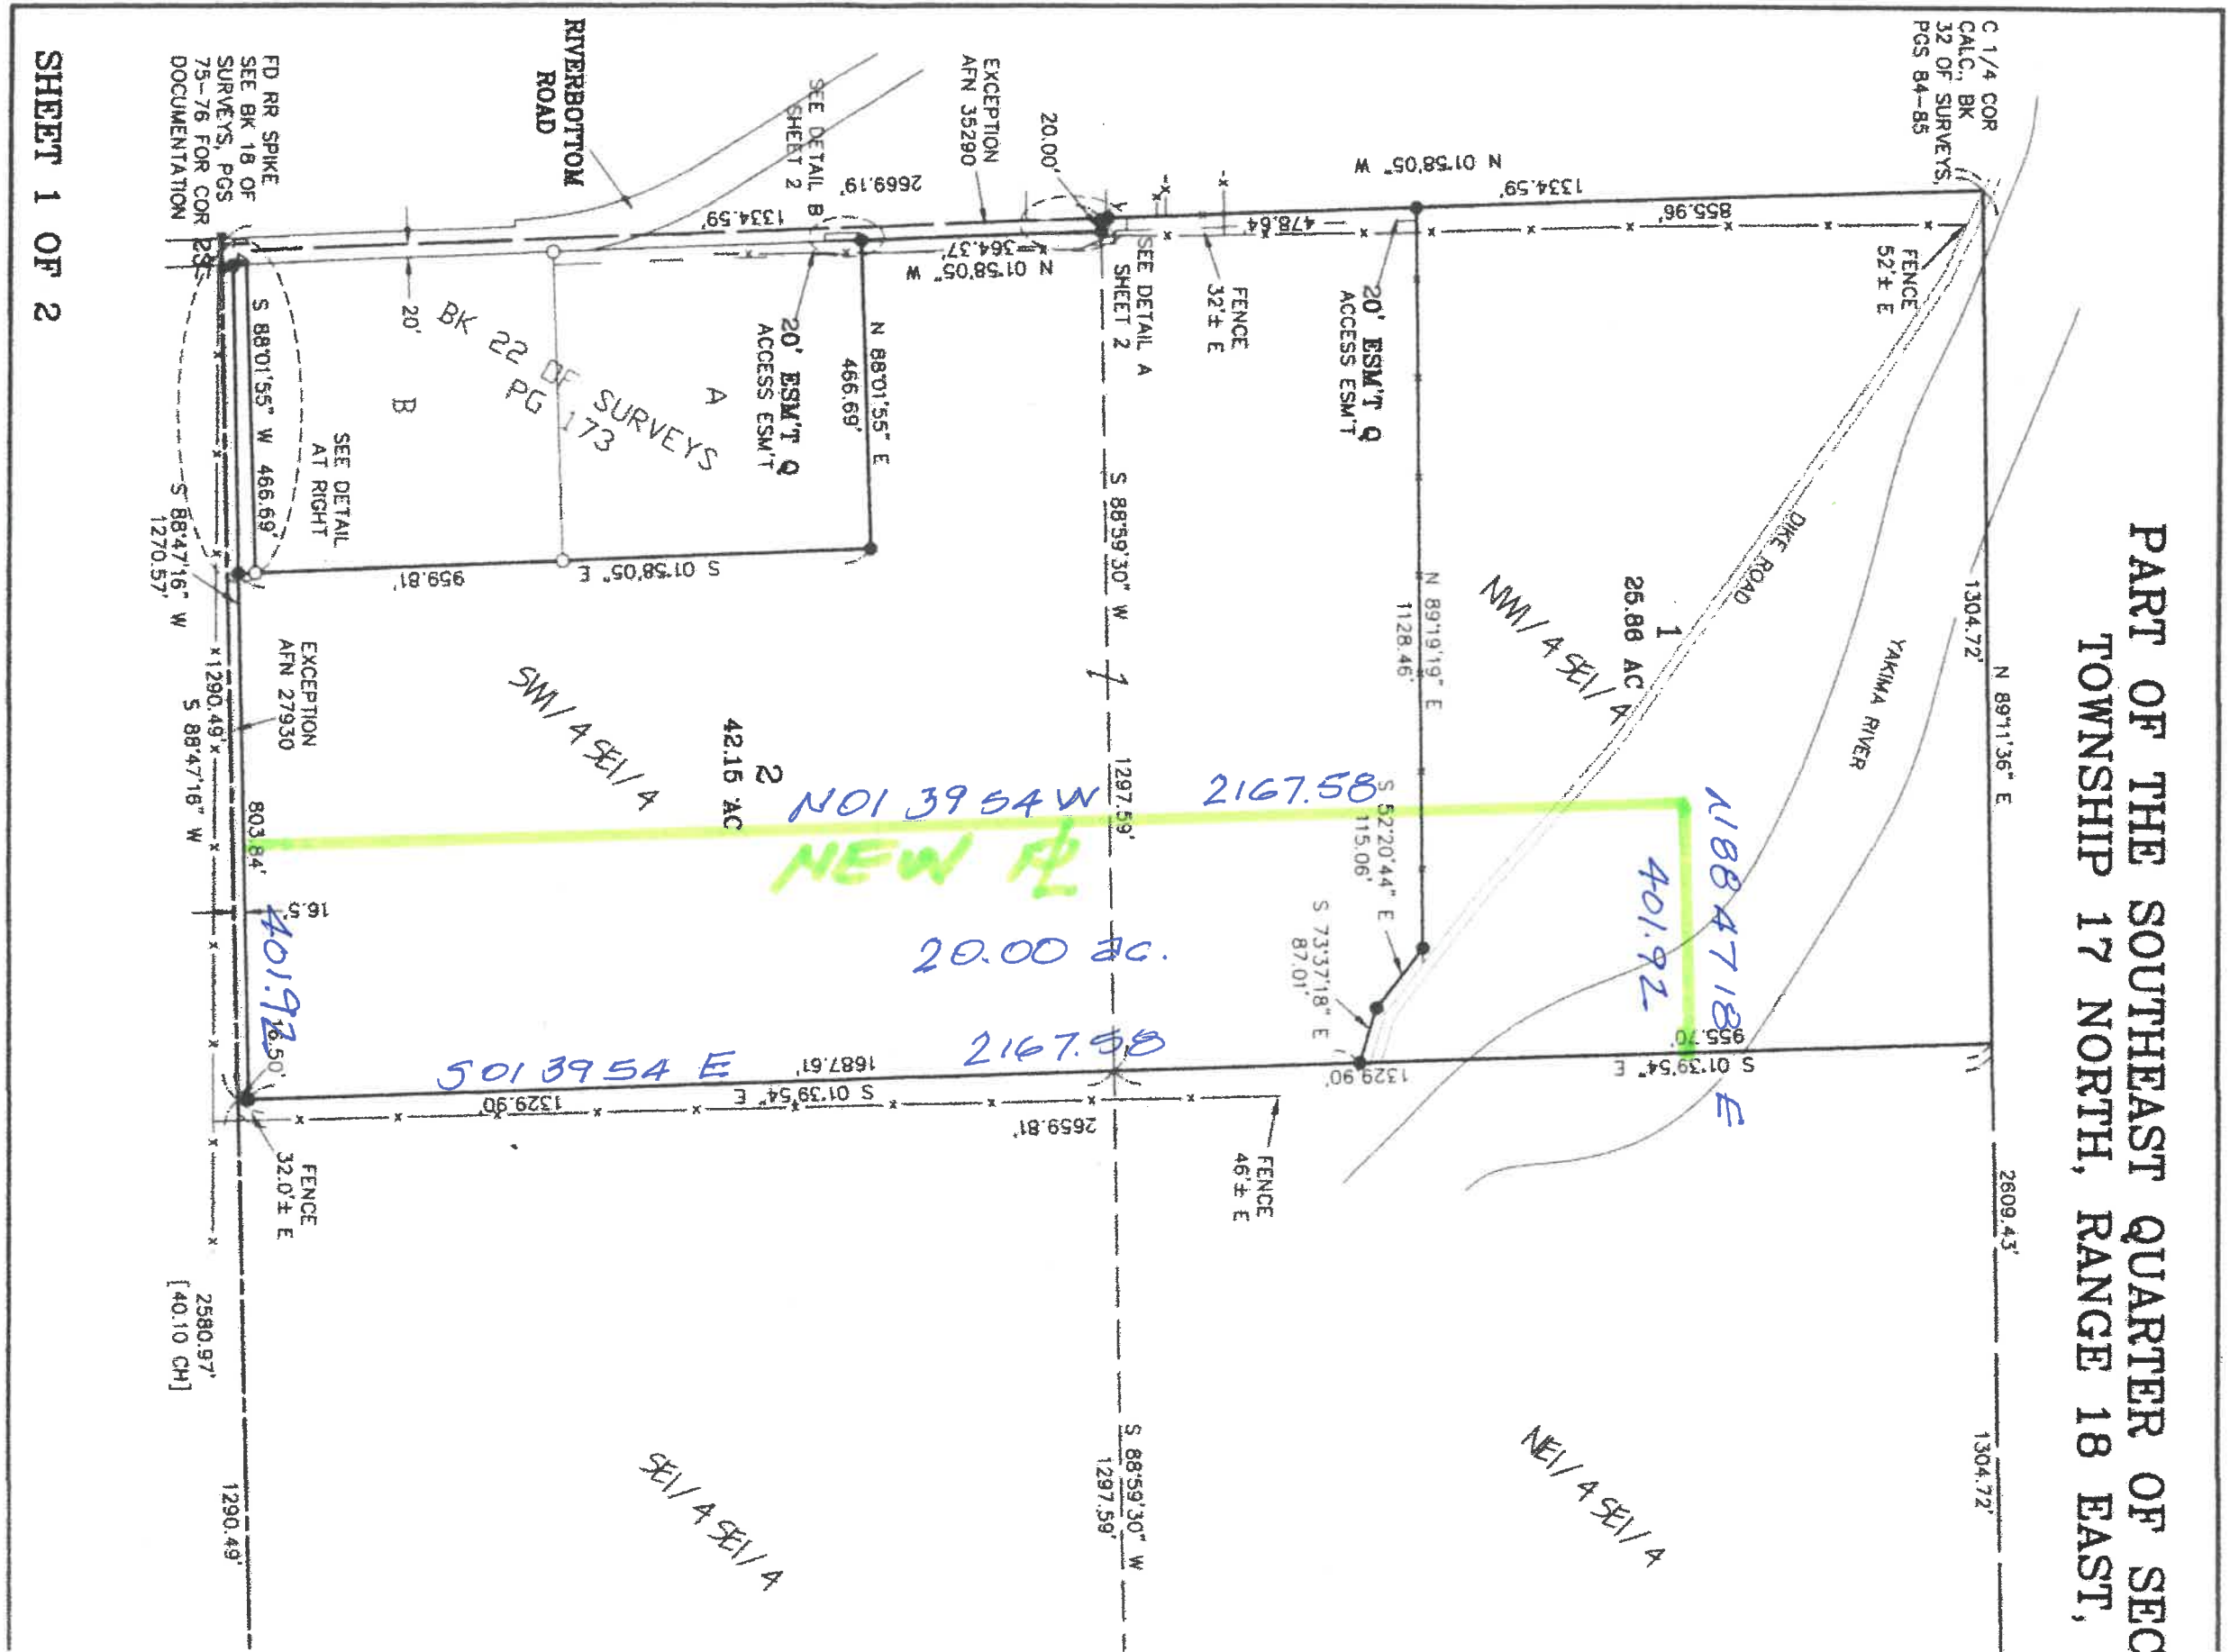 PART OF THE SOUTHEAST QUARTER OF SEC
TOWNSHIP 17 NORTH, RANGE 18 EAST,
C 1/4 COR
CALC., BK
32 OF SURVEYS,
PGS 84-85
N 89°11'36" E
1304.72'
2609.43'
1304.72'
FENCE
52'± E
855.96'
1334.59'
N 01°58'05" W
YAKIMA RIVER
DIKE ROAD
1
25.86 AC
NW1/4 SE1/4
N 88 47 18 E
401.92
955.70'
S 01°39'54" E
1329.90'
NE1/4 SE1/4
20' ESM'T Q
ACCESS ESM'T
N 89°19'19" E
1128.46'
S 52°20'44" E
115.06'
S 73°37'18" E
87.01'
478.64'
FENCE
32'± E
FENCE
46'± E
SEE DETAIL A
SHEET 2
20.00'
EXCEPTION
AFN 35290
S 88°59'30" W
1297.59'
S 88°59'30" W
1297.59'
N01 39 54 W
2167.58
NEW PL
20.00 ac.
N 01°58'05" W
364.37'
2669.19'
1334.59'
SEE DETAIL B
SHEET 2
N 88°01'55" E
466.69'
20' ESM'T Q
ACCESS ESM'T
2
42.15 AC
SW1/4 SE1/4
RIVERBOTTOM
ROAD
A
BK 22 OF SURVEYS
PG 173
B
20'
S 01°58'05" E
959.81'
S01 39 54 E
2167.58
1687.61'
S 01°39'54" E
1329.90'
2659.81'
SE1/4 SE1/4
FD RR SPIKE
SEE BK 18 OF
SURVEYS, PGS
75-76 FOR COR
DOCUMENTATION
S 88°01'55" W 466.69'
SEE DETAIL
AT RIGHT
S 88°47'16" W
1270.57'
EXCEPTION
AFN 27930
1290.49'
S 88°47'16" W
803.84'
16.5'
401.92
16.50'
FENCE
32.0'± E
2580.97'
[40.10 CH]
1290.49'
SHEET 1 OF 2